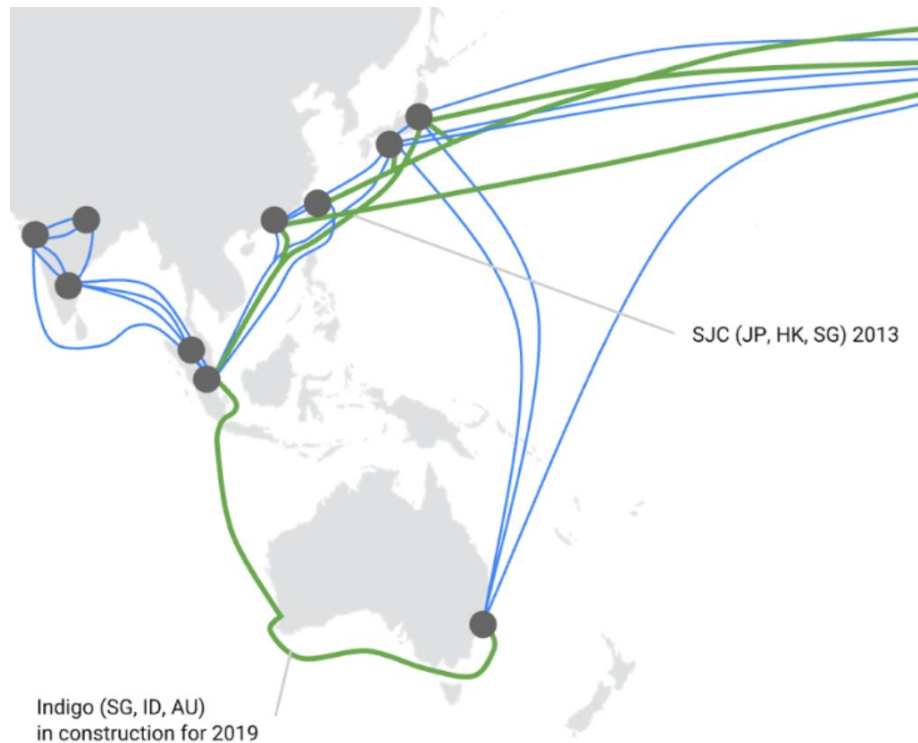 SJC (JP, HK, SG) 2013
Indigo (SG, ID, AU)
in construction for 2019